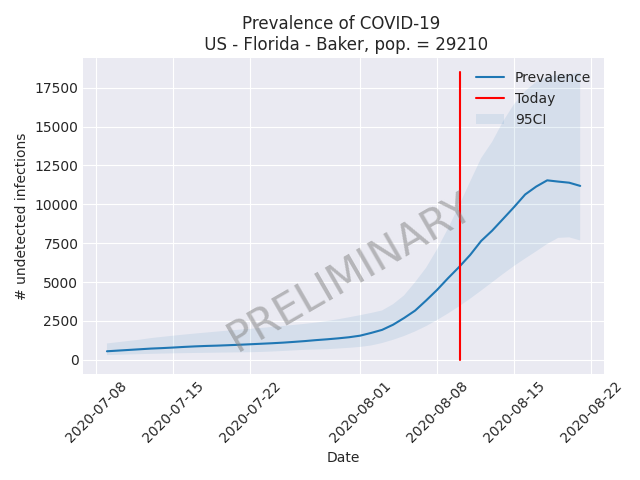 Prevalence of COVID-19
US - Florida - Baker, pop. = 29210
Prevalence
Today
95CI
# undetected infections
17500
15000
12500
10000
7500
5000
2500
0
PRELIMINARY
2020-07-08
2020-07-15
2020-07-22
2020-08-01
2020-08-08
2020-08-15
2020-08-22
Date